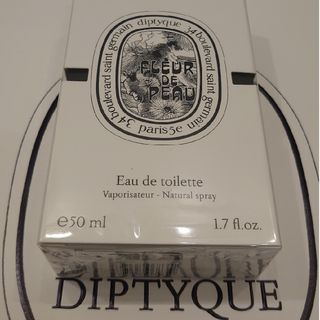 34 boulevard saint germain diptyque 34 boulevard saint germain
FLEUR
DE
PEAU
paris5e
Eau de toilette
Vaporisateur - Natural spray
e50 ml 1.7 fl.oz.
DIPTYQUE